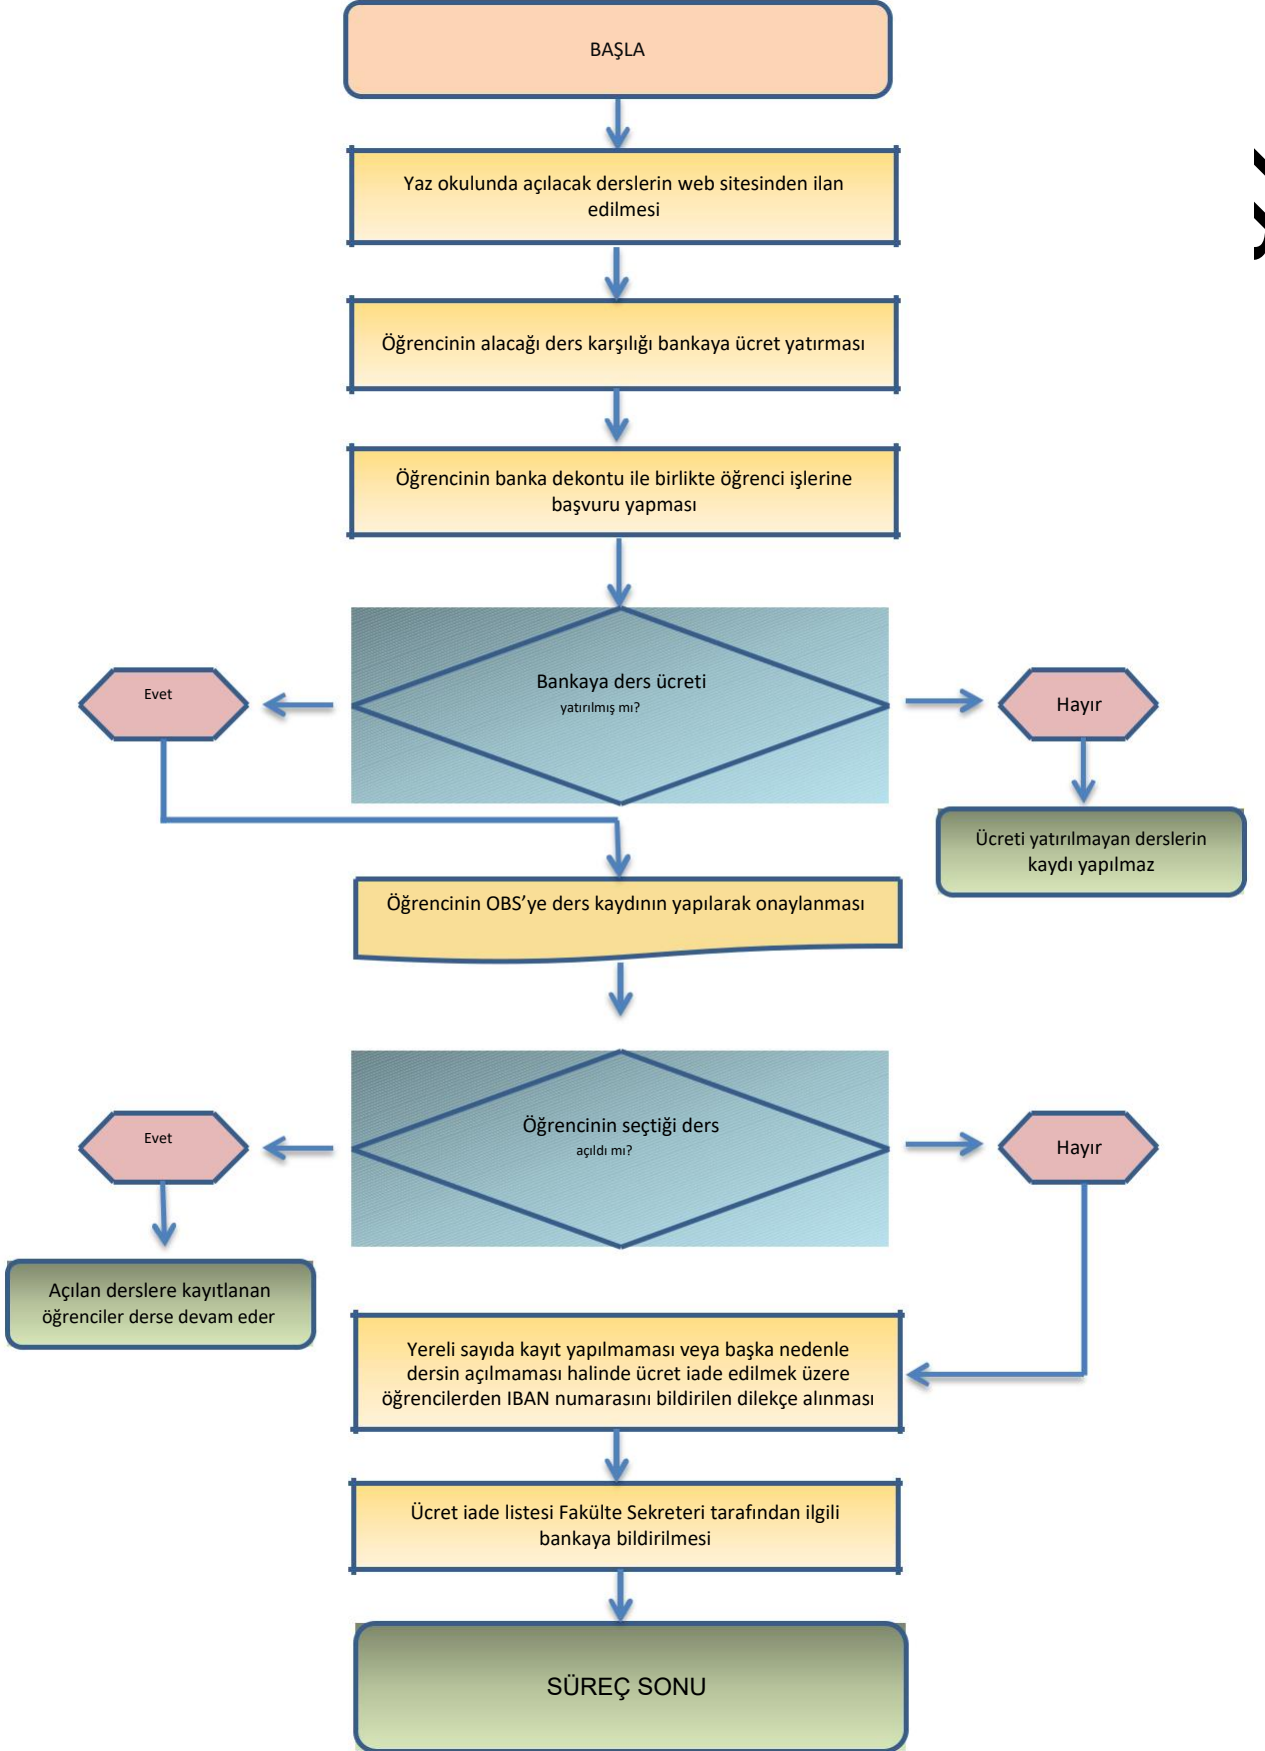 BAŞLA
Yaz okulunda açılacak derslerin web sitesinden ilan
edilmesi
Öğrencinin alacağı ders karşılığı bankaya ücret yatırması
Öğrencinin banka dekontu ile birlikte öğrenci işlerine
başvuru yapması
Bankaya ders ücreti
yatırılmış mı?
Evet
Hayır
Ücreti yatırılmayan derslerin
kaydı yapılmaz
Öğrencinin OBS’ye ders kaydının yapılarak onaylanması
Öğrencinin seçtiği ders
açıldı mı?
Evet
Hayır
Açılan derslere kayıtlanan
öğrenciler derse devam eder
Yereli sayıda kayıt yapılmaması veya başka nedenle
dersin açılmaması halinde ücret iade edilmek üzere
öğrencilerden IBAN numarasını bildirilen dilekçe alınması
Ücret iade listesi Fakülte Sekreteri tarafından ilgili
bankaya bildirilmesi
SÜREÇ SONU